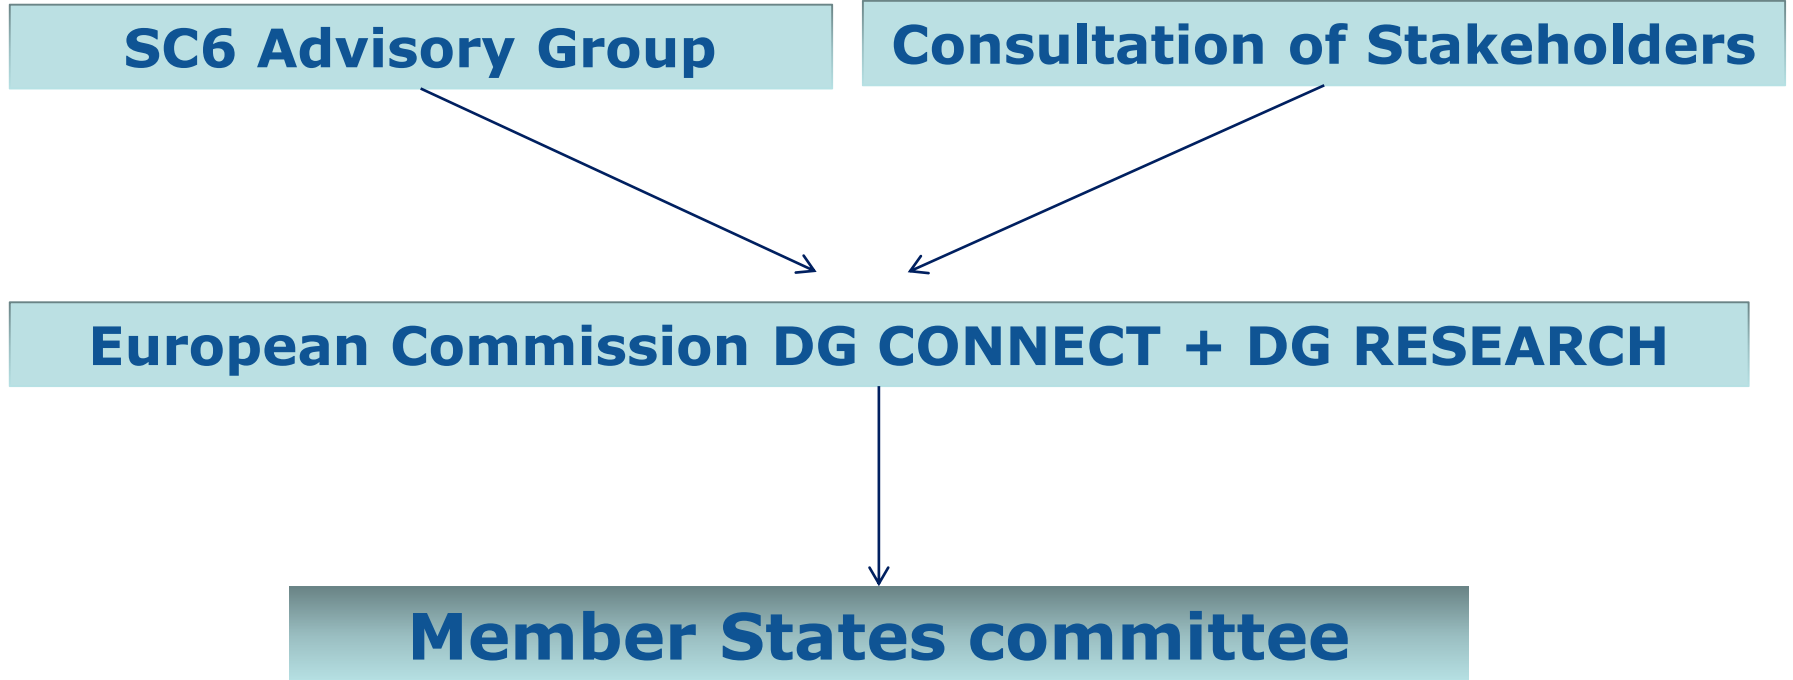 SC6 Advisory Group
Consultation of Stakeholders
European Commission DG CONNECT + DG RESEARCH
Member States committee